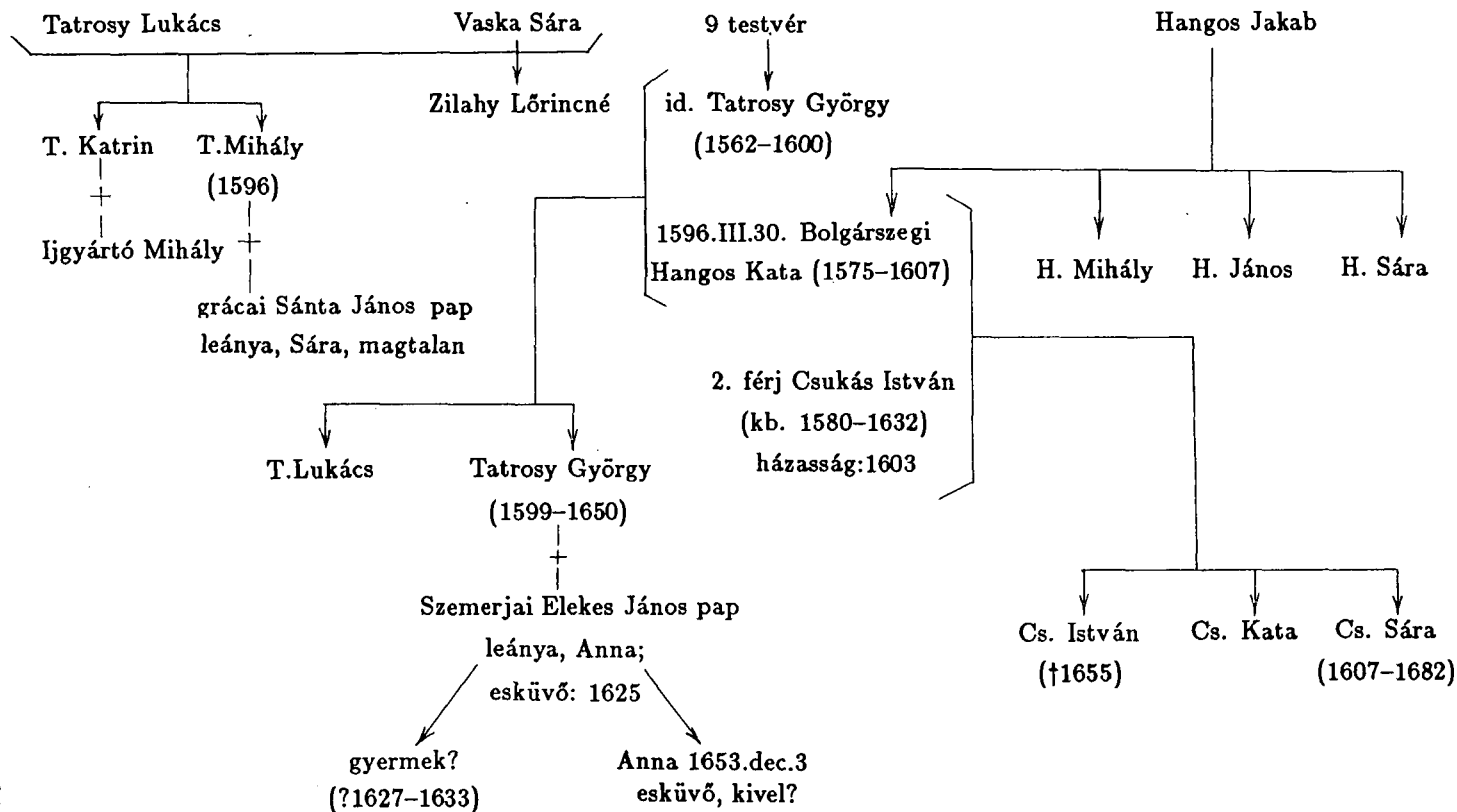 Tatrosy Lukács
Vaska Sára
9 testvér
Hangos Jakab
Zilahy Lőrincné
id. Tatrosy György
(1562–1600)
T. Katrin
T.Mihály
(1596)
Ijgyártó Mihály
grácai Sánta János pap
leánya, Sára, magtalan
1596.III.30. Bolgárszegi
Hangos Kata (1575–1607)
H. Mihály
H. János
H. Sára
2. férj Csukás István
(kb. 1580–1632)
házasság:1603
T.Lukács
Tatrosy György
(1599–1650)
Szemerjai Elekes János pap
leánya, Anna;
esküvő: 1625
Cs. István
(†1655)
Cs. Kata
Cs. Sára
(1607–1682)
gyermek?
(?1627–1633)
Anna 1653.dec.3
esküvő, kivel?